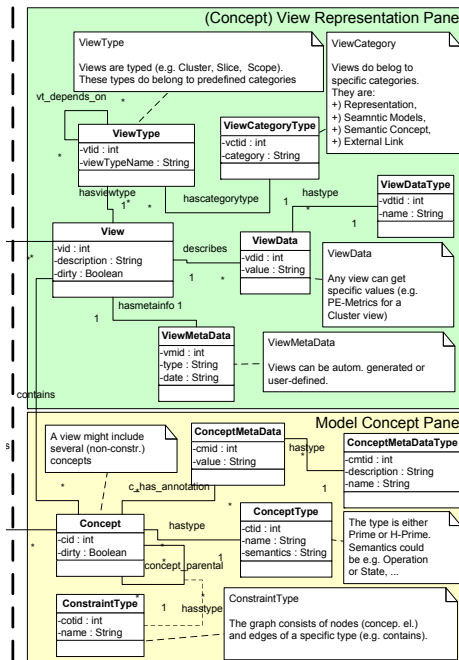 (Concept) View Representation Pane
ViewType
Views are typed (e.g. Cluster, Slice, Scope).
These types do belong to predefined categories
ViewCategory
Views do belog to
specific categories.
They are:
+) Representation,
+) Seamntic Models,
+) Semantic Concept,
+) External Link
vt_depends_on
*
*
ViewType
-vtid : int
-viewTypeName : String
ViewCategoryType
-vctid : int
-category : String
hasviewtype
hascategorytype
1
*
*
1
hastype
*
1
ViewDataType
-vdtid : int
-name : String
View
-vid : int
-description : String
-dirty : Boolean
describes
1
*
ViewData
-vdid : int
-value : String
ViewData
Any view can get
specific values (e.g.
PE-Metrics for a
Cluster view)
hasmetainfo
1
1
ViewMetaData
-vmid : int
-type : String
-date : String
ViewMetaData
Views can be autom. generated or
user-defined.
contains
Model Concept Pane
A view might include
several (non-constr.)
concepts
ConceptMetaData
-cmid : int
-value : String
hastype
*
1
ConceptMetaDataType
-cmtid : int
-description : String
-name : String
c_has_annotation
*
*
Concept
-cid : int
-dirty : Boolean
hastype
*
1
ConceptType
-ctid : int
-name : String
-semantics : String
The type is either
Prime or H-Prime.
Semantics could
be e.g. Operation
or State, ...
concept_parental
*
1
hasstype
ConstraintType
-cotid : int
-name : String
ConstraintType
The graph consists of nodes (concep. el.)
and edges of a specific type (e.g. contains).